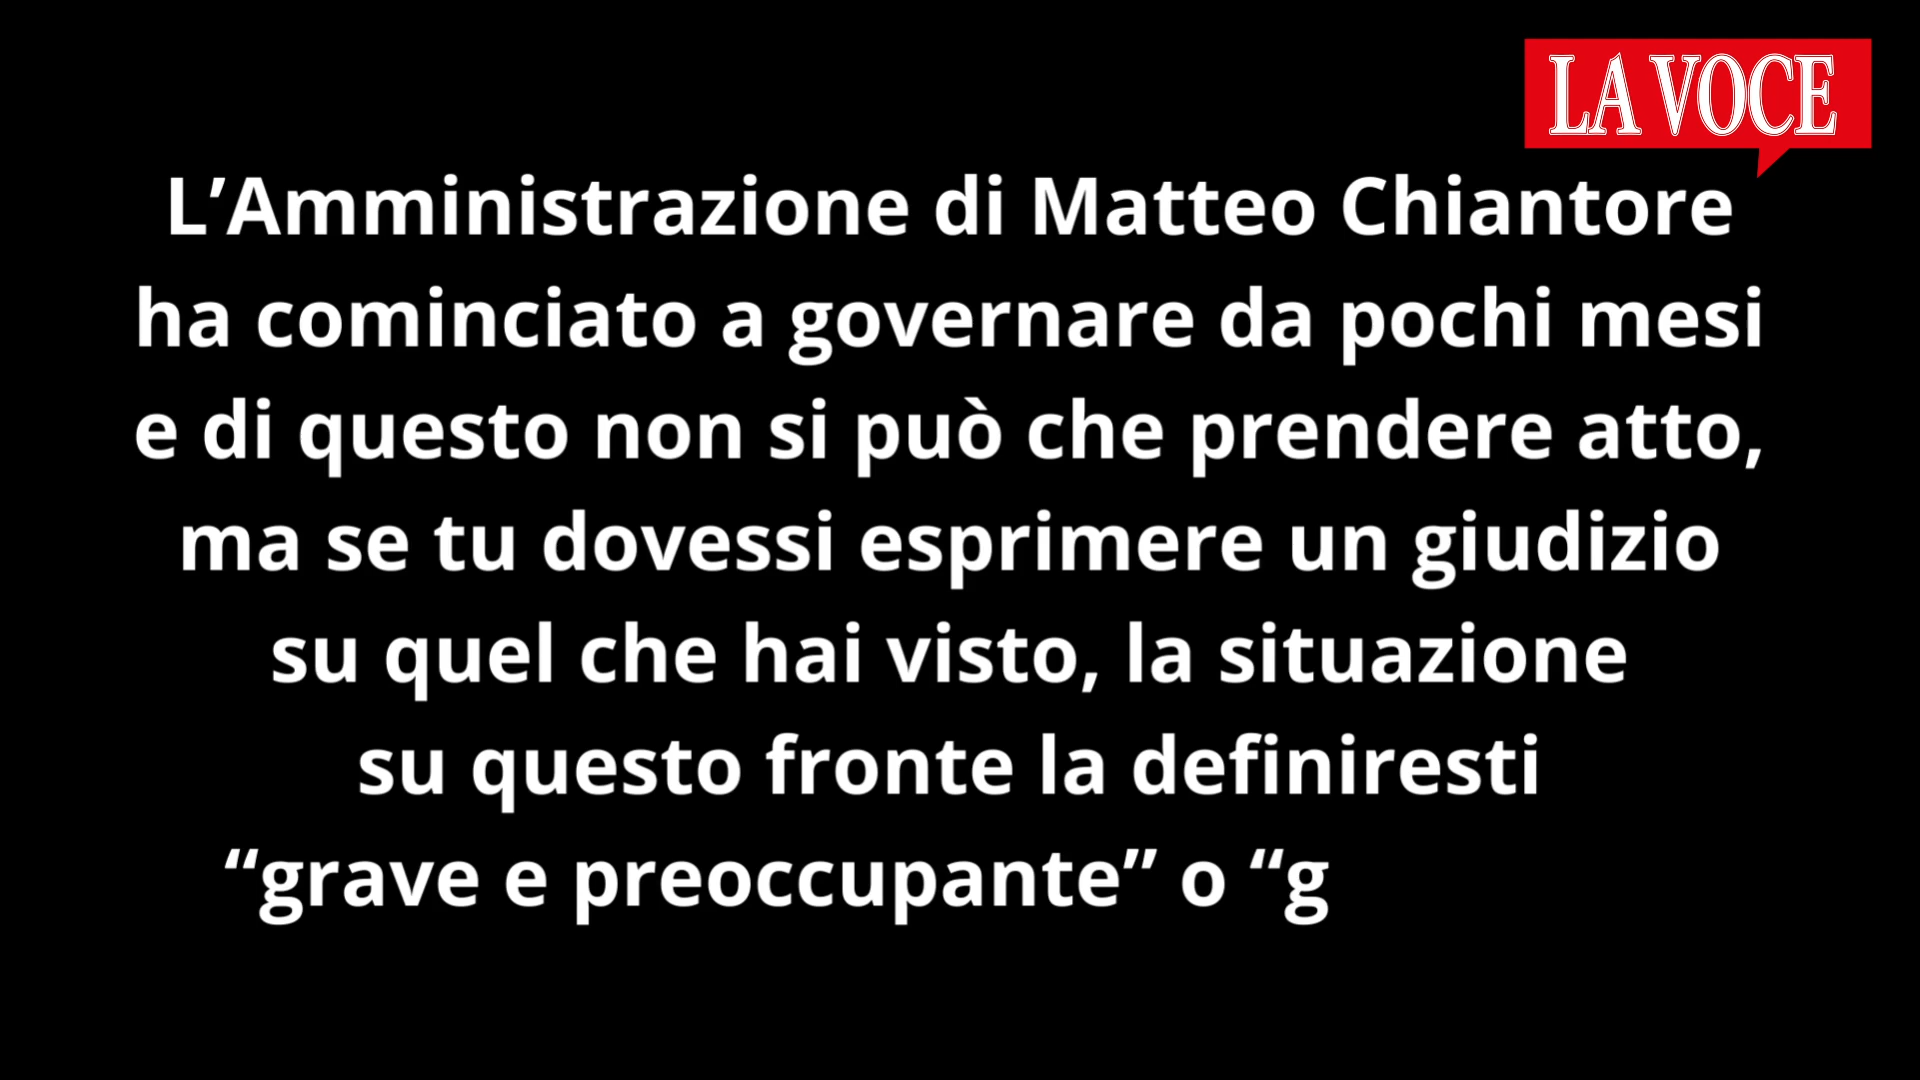 LA VOCE
L’Amministrazione di Matteo Chiantore
ha cominciato a governare da pochi mesi
e di questo non si può che prendere atto,
ma se tu dovessi esprimere un giudizio
su quel che hai visto, la situazione
su questo fronte la definiresti
“grave e preoccupante” o “g